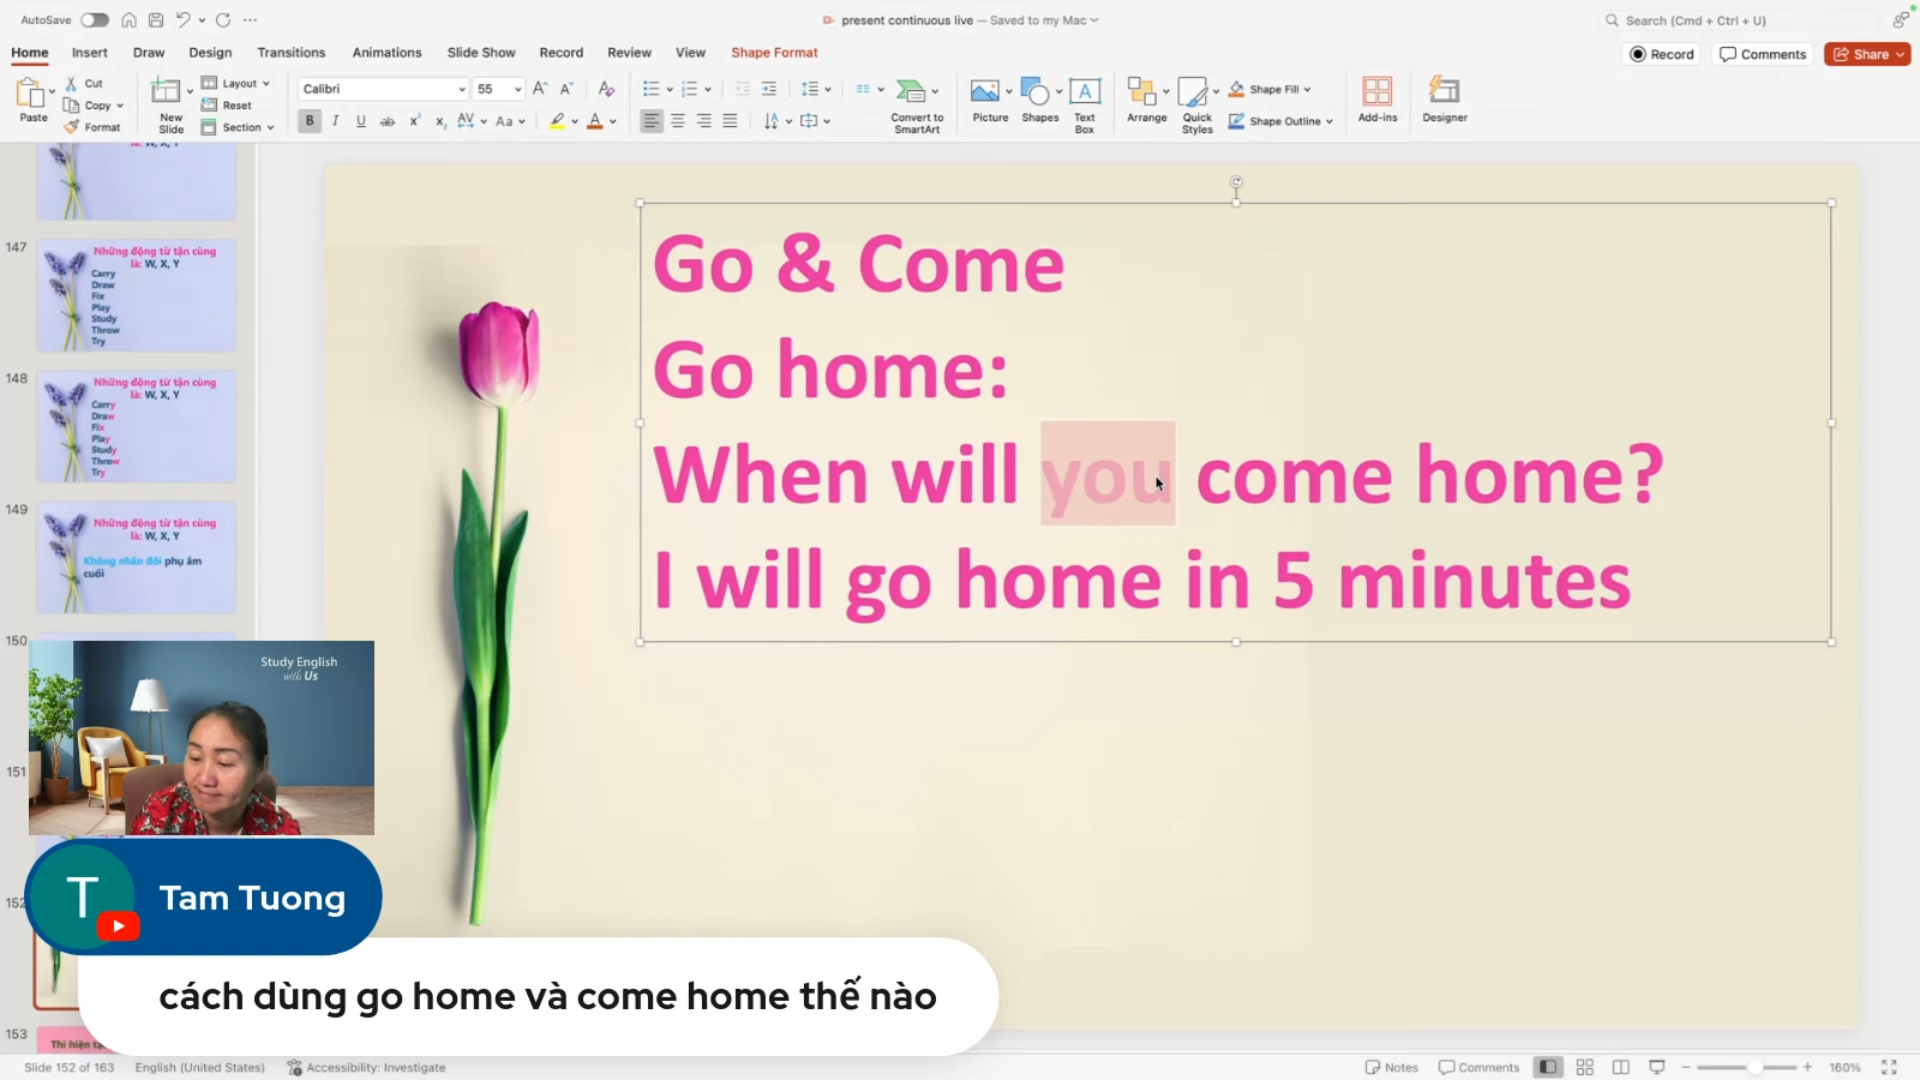 AutoSave
present continuous live — Saved to my Mac
Search (Cmd + Ctrl + U)
Home Insert Draw Design Transitions Animations Slide Show Record Review View Shape Format
Record Comments Share
Paste
Cut
Copy
Format
New Slide
Layout
Reset
Section
Calibri 55
Convert to SmartArt
Picture
Shapes
Text Box
Arrange
Quick Styles
Shape Fill
Shape Outline
Add-ins
Designer
là: W, X, Y
147
Những động từ tận cùng
là: W, X, Y
Carry
Draw
Fix
Play
Study
Throw
Try
148
Những động từ tận cùng
là: W, X, Y
Carry
Draw
Fix
Play
Study
Throw
Try
149
Những động từ tận cùng
là: W, X, Y
Không nhân đôi phụ âm
cuối
150
151
152
153
Go & Come
Go home:
When will you come home?
I will go home in 5 minutes
Study English
with Us
T
Tam Tuong
cách dùng go home và come home thế nào
Slide 152 of 163 English (United States) Accessibility: Investigate
Notes Comments 160%